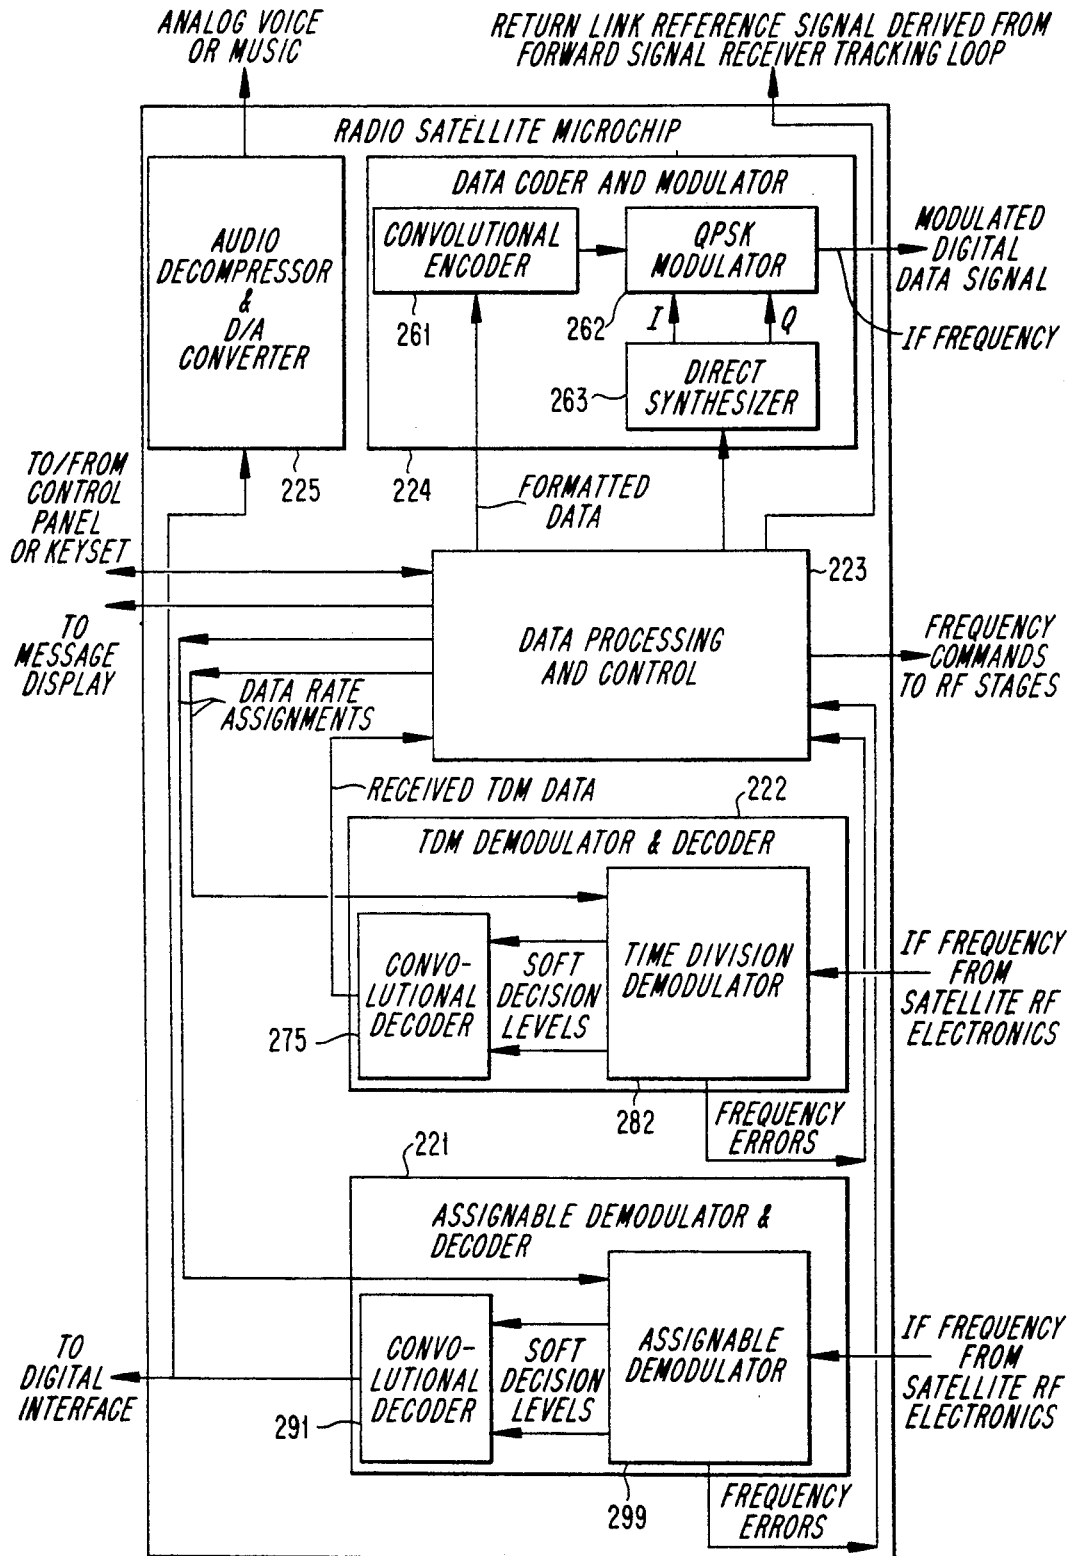 ANALOG VOICE
OR MUSIC
RETURN LINK REFERENCE SIGNAL DERIVED FROM
FORWARD SIGNAL RECEIVER TRACKING LOOP
RADIO SATELLITE MICROCHIP
AUDIO
DECOMPRESSOR
&
D/A
CONVERTER
225
DATA CODER AND MODULATOR
CONVOLUTIONAL
ENCODER
261
QPSK
MODULATOR
262
I
Q
DIRECT
SYNTHESIZER
263
224
MODULATED
DIGITAL
DATA SIGNAL
IF FREQUENCY
TO/FROM
CONTROL
PANEL
OR KEYSET
FORMATTED
DATA
223
DATA PROCESSING
AND CONTROL
TO
MESSAGE
DISPLAY
FREQUENCY
COMMANDS
TO RF STAGES
DATA RATE
ASSIGNMENTS
RECEIVED TDM DATA
222
TDM DEMODULATOR & DECODER
CONVO-
LUTIONAL
DECODER
275
SOFT
DECISION
LEVELS
TIME DIVISION
DEMODULATOR
282
IF FREQUENCY
FROM
SATELLITE RF
ELECTRONICS
FREQUENCY
ERRORS
221
ASSIGNABLE DEMODULATOR &
DECODER
CONVO-
LUTIONAL
DECODER
291
SOFT
DECISION
LEVELS
ASSIGNABLE
DEMODULATOR
299
IF FREQUENCY
FROM
SATELLITE RF
ELECTRONICS
TO
DIGITAL
INTERFACE
FREQUENCY
ERRORS